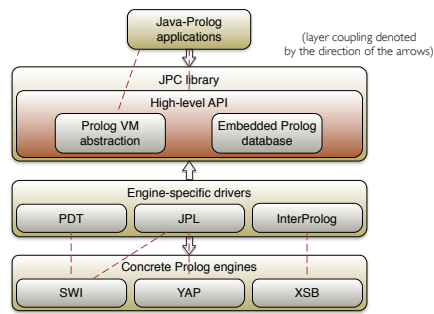 Java-Prolog
applications
(layer coupling denoted
by the direction of the arrows)
JPC library
High-level API
Prolog VM
abstraction
Embedded Prolog
database
Engine-specific drivers
PDT
JPL
InterProlog
Concrete Prolog engines
SWI
YAP
XSB